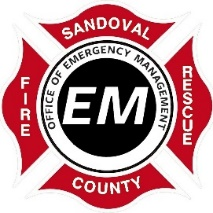 SANDOVAL
FIRE
OFFICE OF EMERGENCY MANAGEMENT
EM
RESCUE
COUNTY